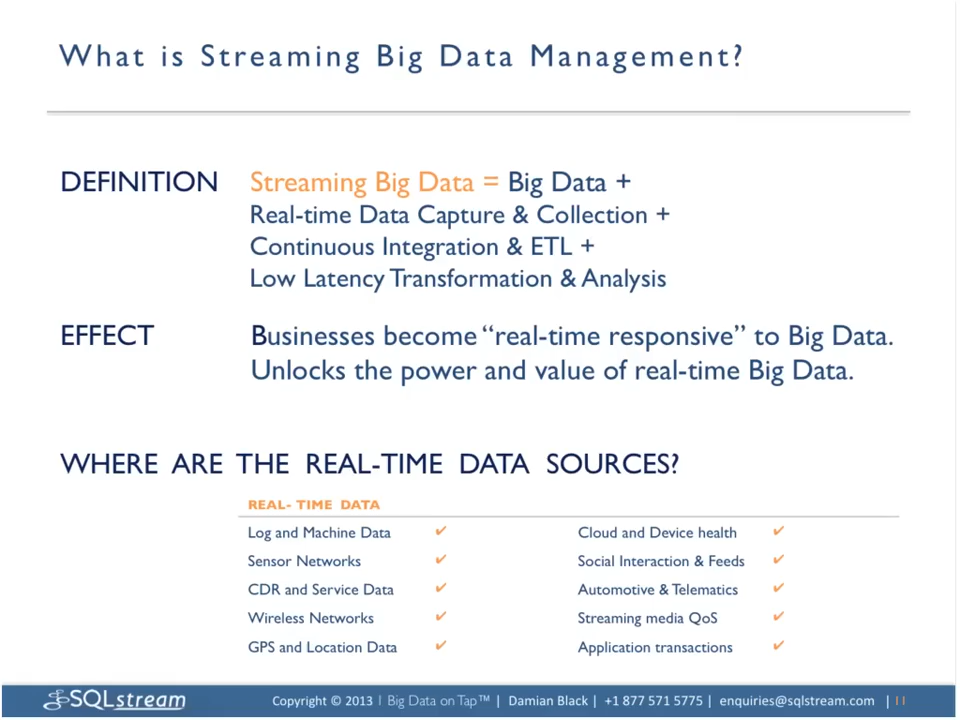 What is Streaming Big Data Management?
DEFINITION Streaming Big Data = Big Data +
Real-time Data Capture & Collection +
Continuous Integration & ETL +
Low Latency Transformation & Analysis
EFFECT Businesses become “real-time responsive” to Big Data.
Unlocks the power and value of real-time Big Data.
WHERE ARE THE REAL-TIME DATA SOURCES?
REAL- TIME DATA
Log and Machine Data ✔ Cloud and Device health ✔
Sensor Networks ✔ Social Interaction & Feeds ✔
CDR and Service Data ✔ Automotive & Telematics ✔
Wireless Networks ✔ Streaming media QoS ✔
GPS and Location Data ✔ Application transactions ✔
SQLstream Copyright © 2013 | Big Data on Tap™ | Damian Black | +1 877 571 5775 | enquiries@sqlstream.com | 11